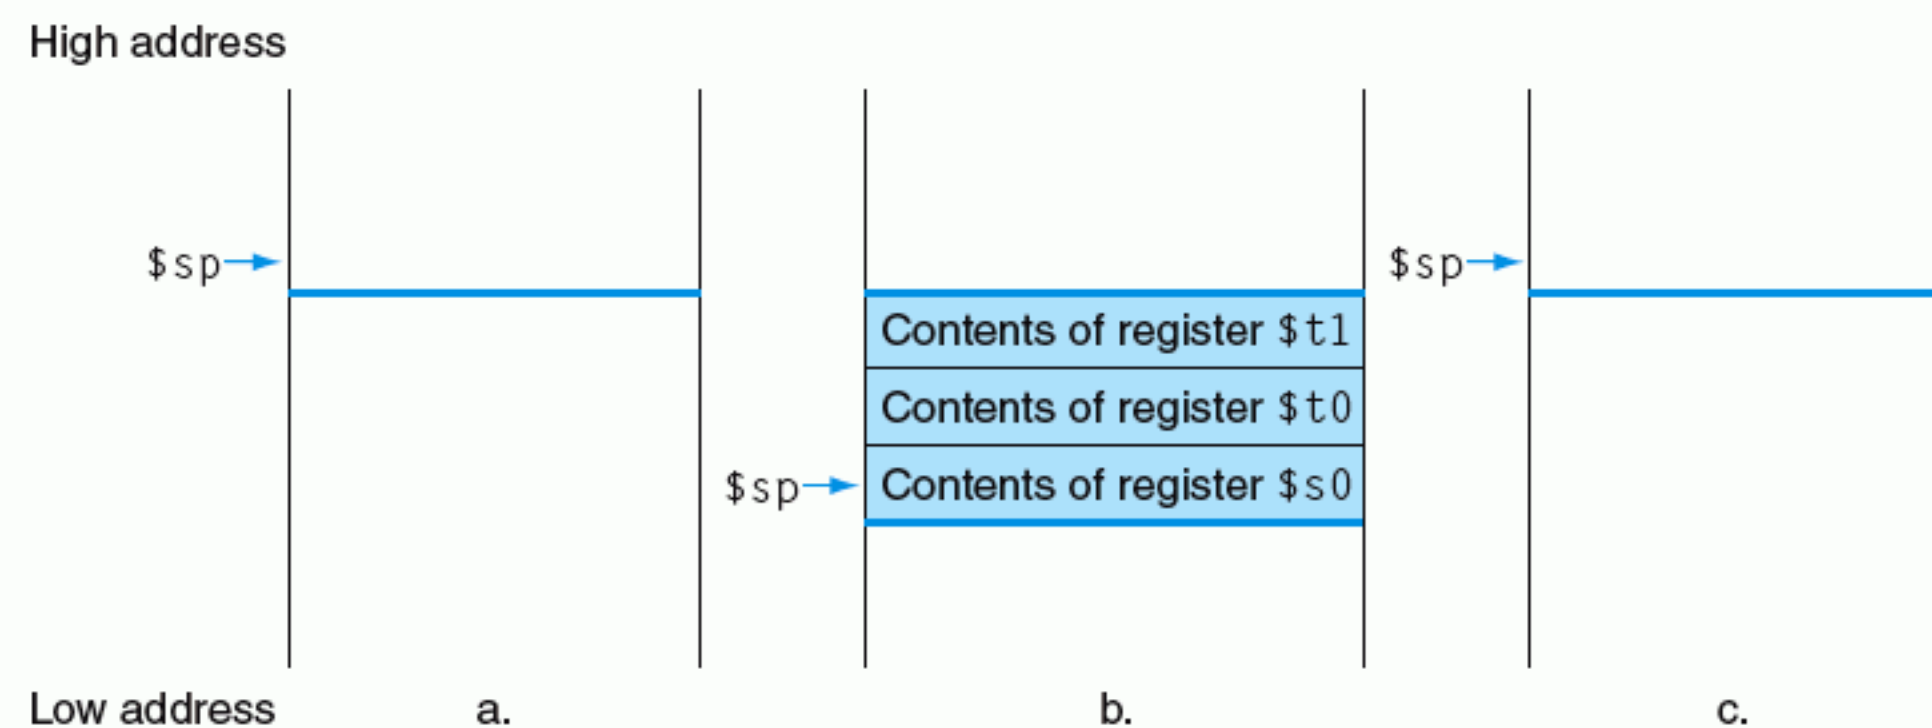 High address
$sp
$sp
Contents of register $t1
Contents of register $t0
$sp
Contents of register $s0
Low address
a.
b.
c.